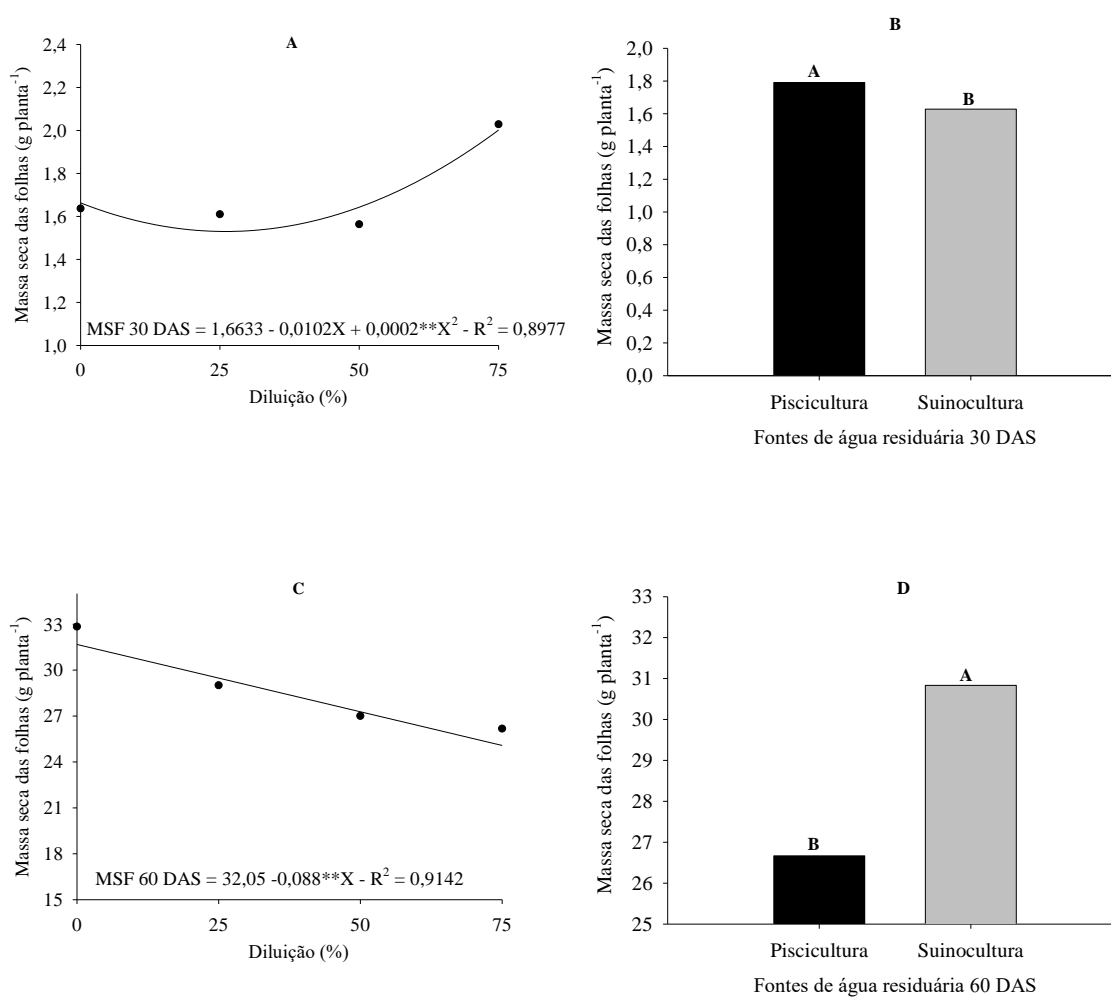 A
Massa seca das folhas (g planta⁻¹)
2,4
2,2
2,0
1,8
1,6
1,4
1,2
1,0
MSF 30 DAS = 1,6633 - 0,0102X + 0,0002**X² - R² = 0,8977
0 25 50 75
Diluição (%)
B
Massa seca das folhas (g planta⁻¹)
2,0
1,8
1,6
1,4
1,2
1,0
0,8
0,6
0,4
0,2
0,0
A
B
Piscicultura Suinocultura
Fontes de água residuária 30 DAS
C
Massa seca das folhas (g planta⁻¹)
33
30
27
24
21
18
15
MSF 60 DAS = 32,05 -0,088**X - R² = 0,9142
0 25 50 75
Diluição (%)
D
Massa seca das folhas (g planta⁻¹)
33
32
31
30
29
28
27
26
25
B
A
Piscicultura Suinocultura
Fontes de água residuária 60 DAS